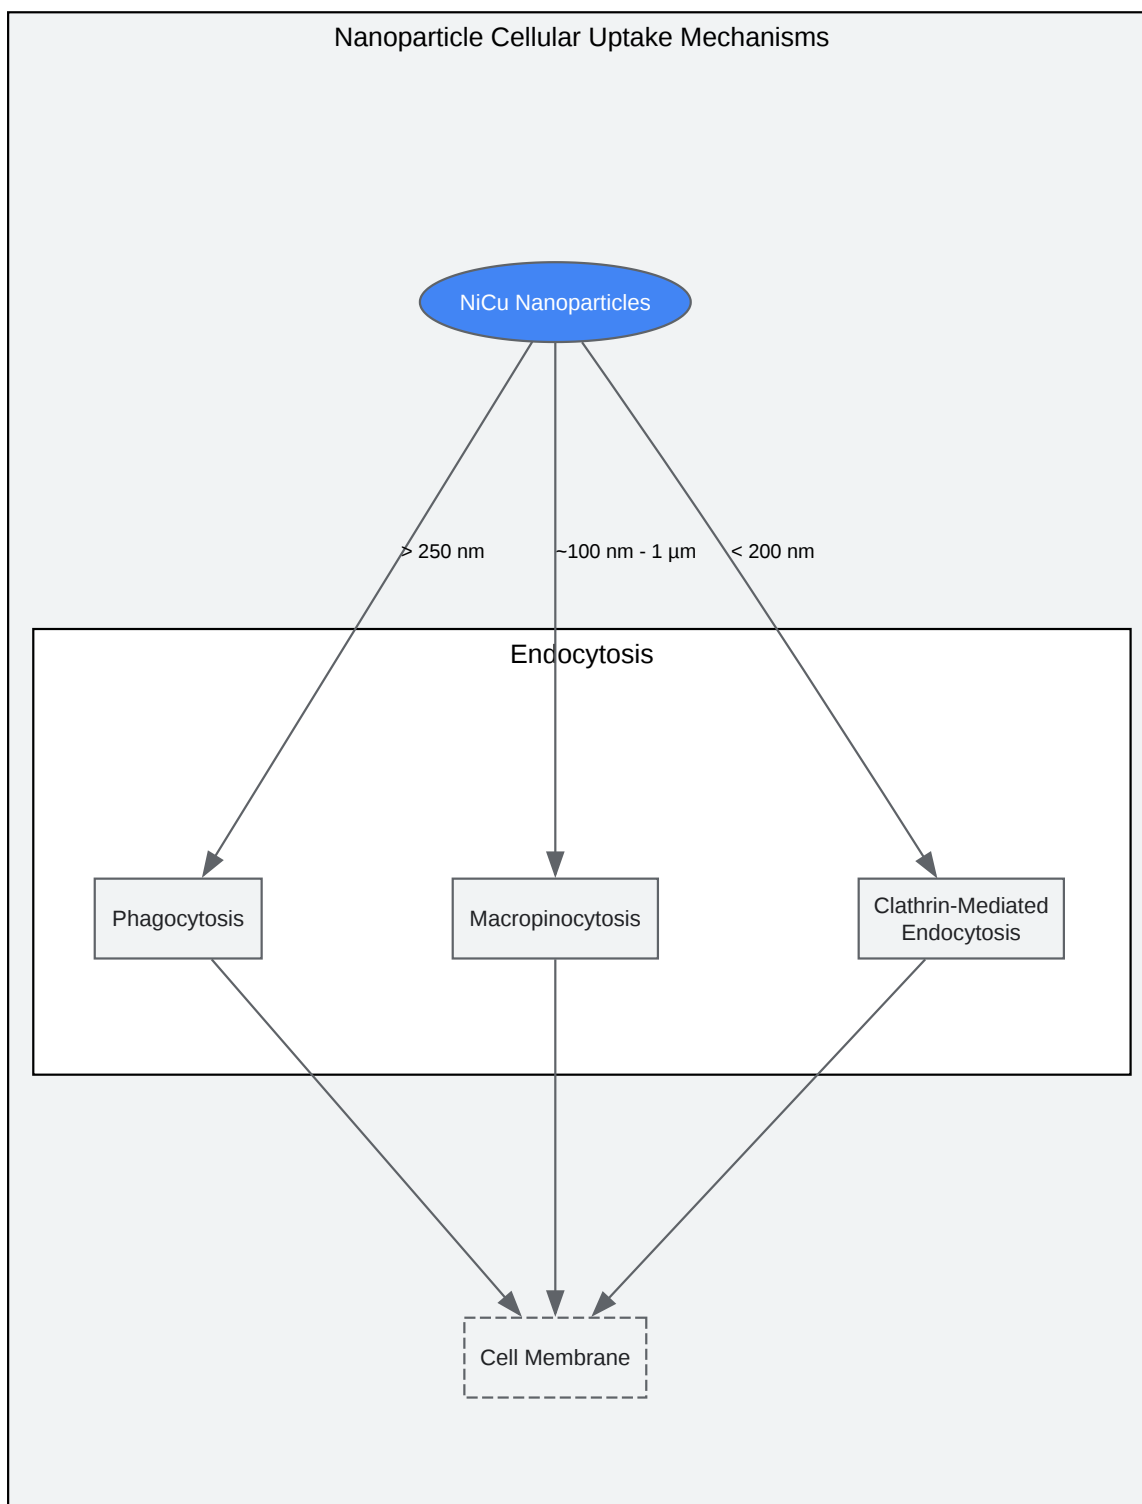 Nanoparticle Cellular Uptake Mechanisms
NiCu Nanoparticles
> 250 nm
~100 nm - 1 µm
< 200 nm
Endocytosis
Phagocytosis
Macropinocytosis
Clathrin-Mediated
Endocytosis
Cell Membrane